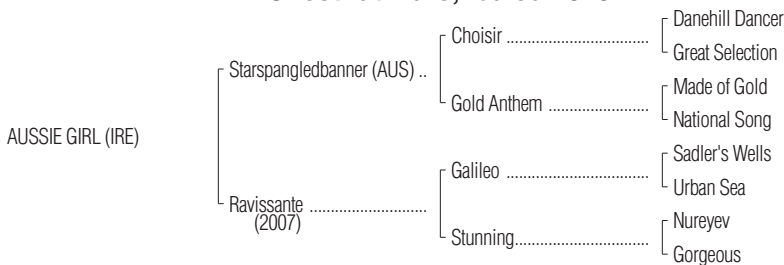 Choisir ........................................
Danehill Dancer
Great Selection
Starspangledbanner (AUS) ..
Gold Anthem ............................
Made of Gold
National Song
AUSSIE GIRL (IRE)
Galileo ........................................
Sadler's Wells
Urban Sea
Ravissante .................................
(2007)
Stunning.....................................
Nureyev
Gorgeous